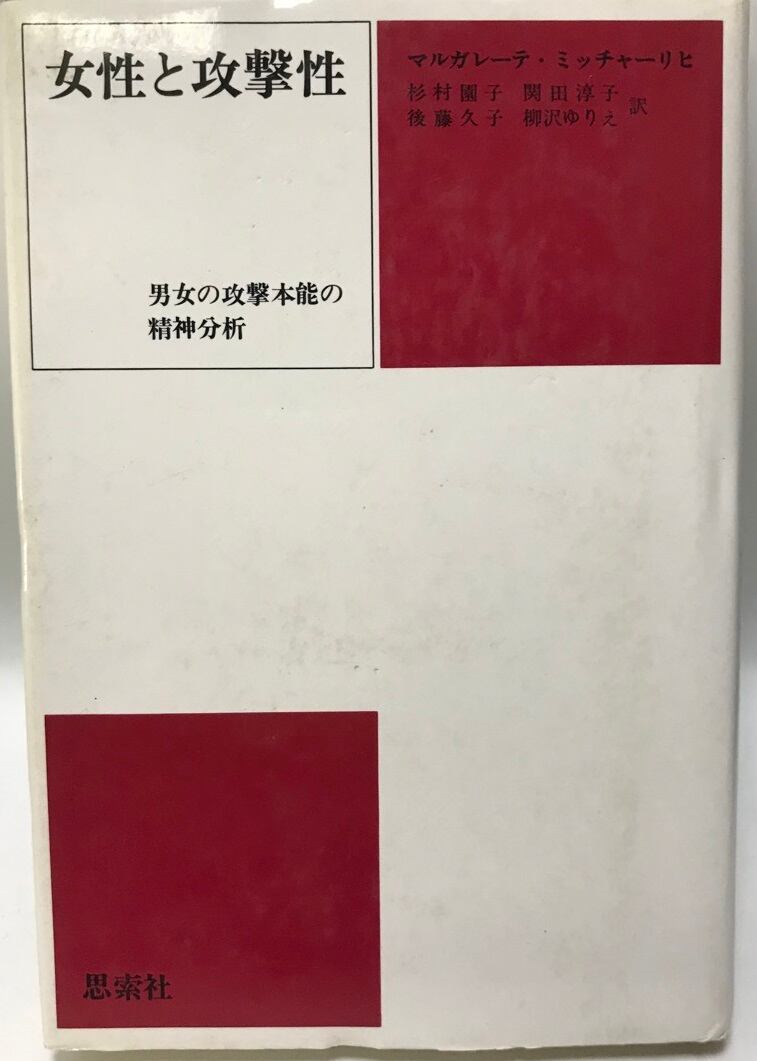 女性と攻撃性
男女の攻撃本能の
精神分析
マルガレーテ・ミッチャーリヒ
杉村園子 関田淳子
後藤久子 柳沢ゆりえ 訳
思索社